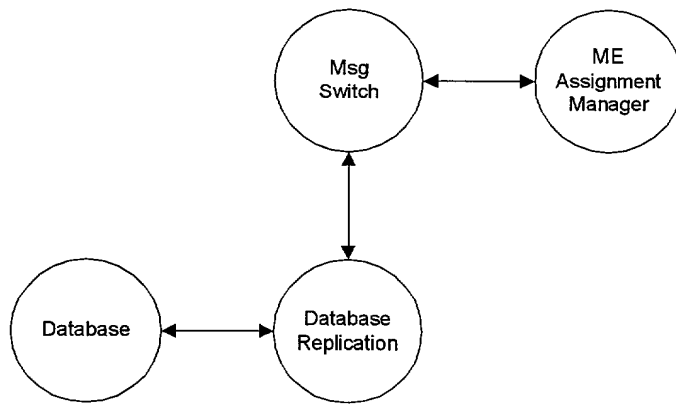 Msg
Switch
ME
Assignment
Manager
Database
Database
Replication